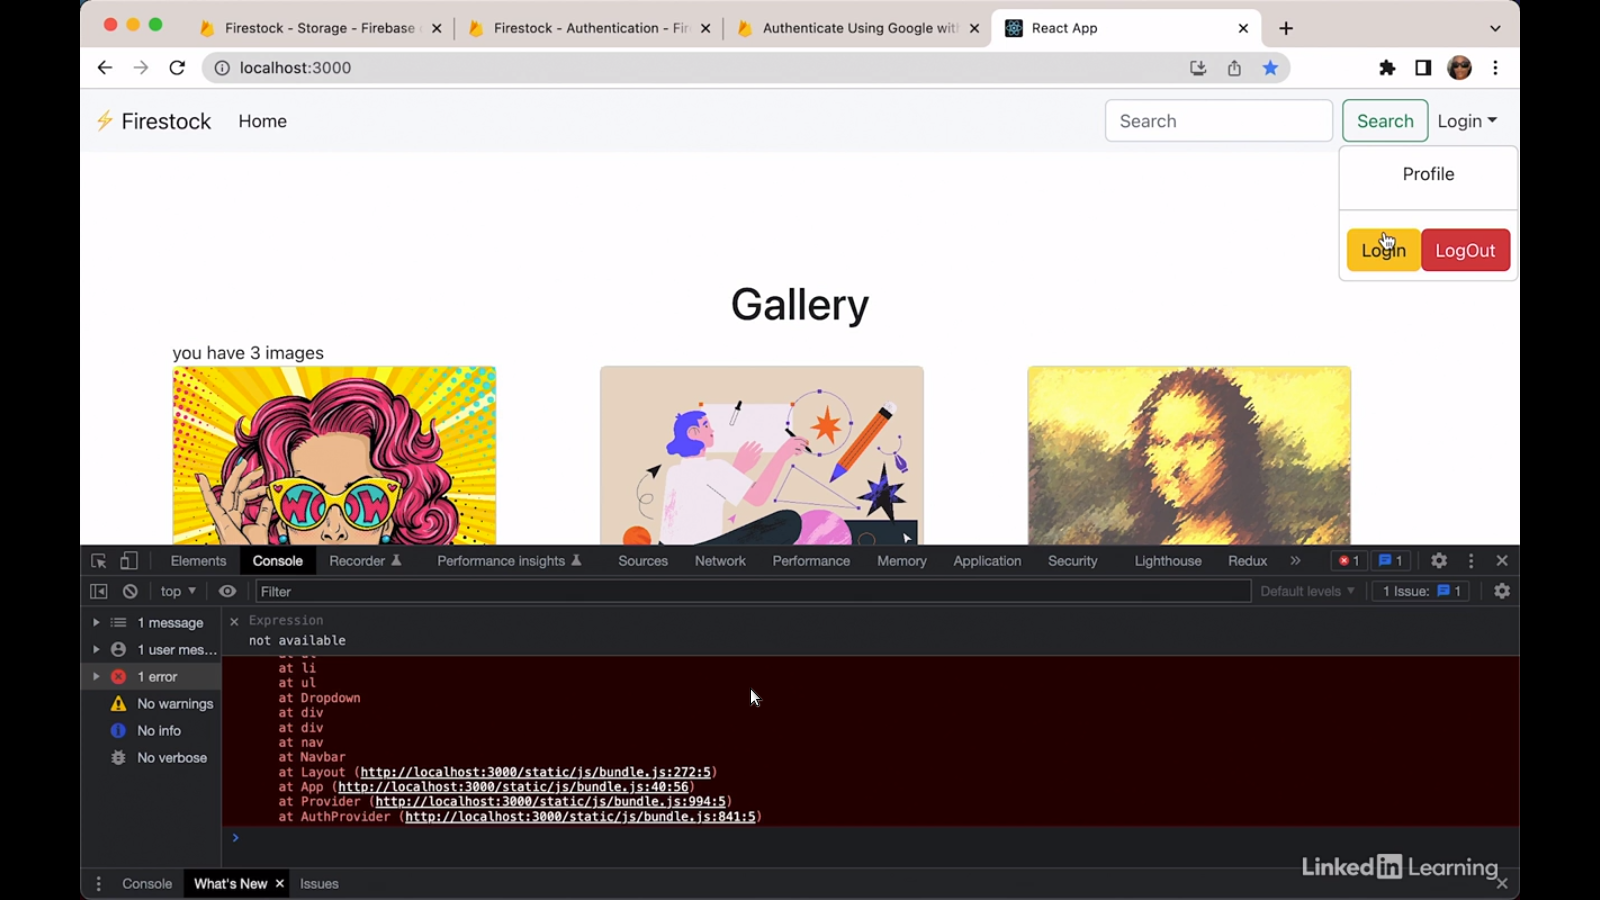 Firestock - Storage - Firebase
Firestock - Authentication - Fir
Authenticate Using Google with
React App
localhost:3000
Firestock
Home
Search
Search
Login
Profile
Login
LogOut
Gallery
you have 3 images
WOW
Elements
Console
Recorder
Performance insights
Sources
Network
Performance
Memory
Application
Security
Lighthouse
Redux
»
1
1
top
Filter
Default levels
1 Issue:
1
1 message
1 user mes...
1 error
No warnings
No info
No verbose
Expression
not available
at li
at ul
at Dropdown
at div
at div
at nav
at Navbar
at Layout (http://localhost:3000/static/js/bundle.js:272:5)
at App (http://localhost:3000/static/js/bundle.js:40:56)
at Provider (http://localhost:3000/static/js/bundle.js:994:5)
at AuthProvider (http://localhost:3000/static/js/bundle.js:841:5)
>
LinkedIn Learning
Console
What's New
Issues